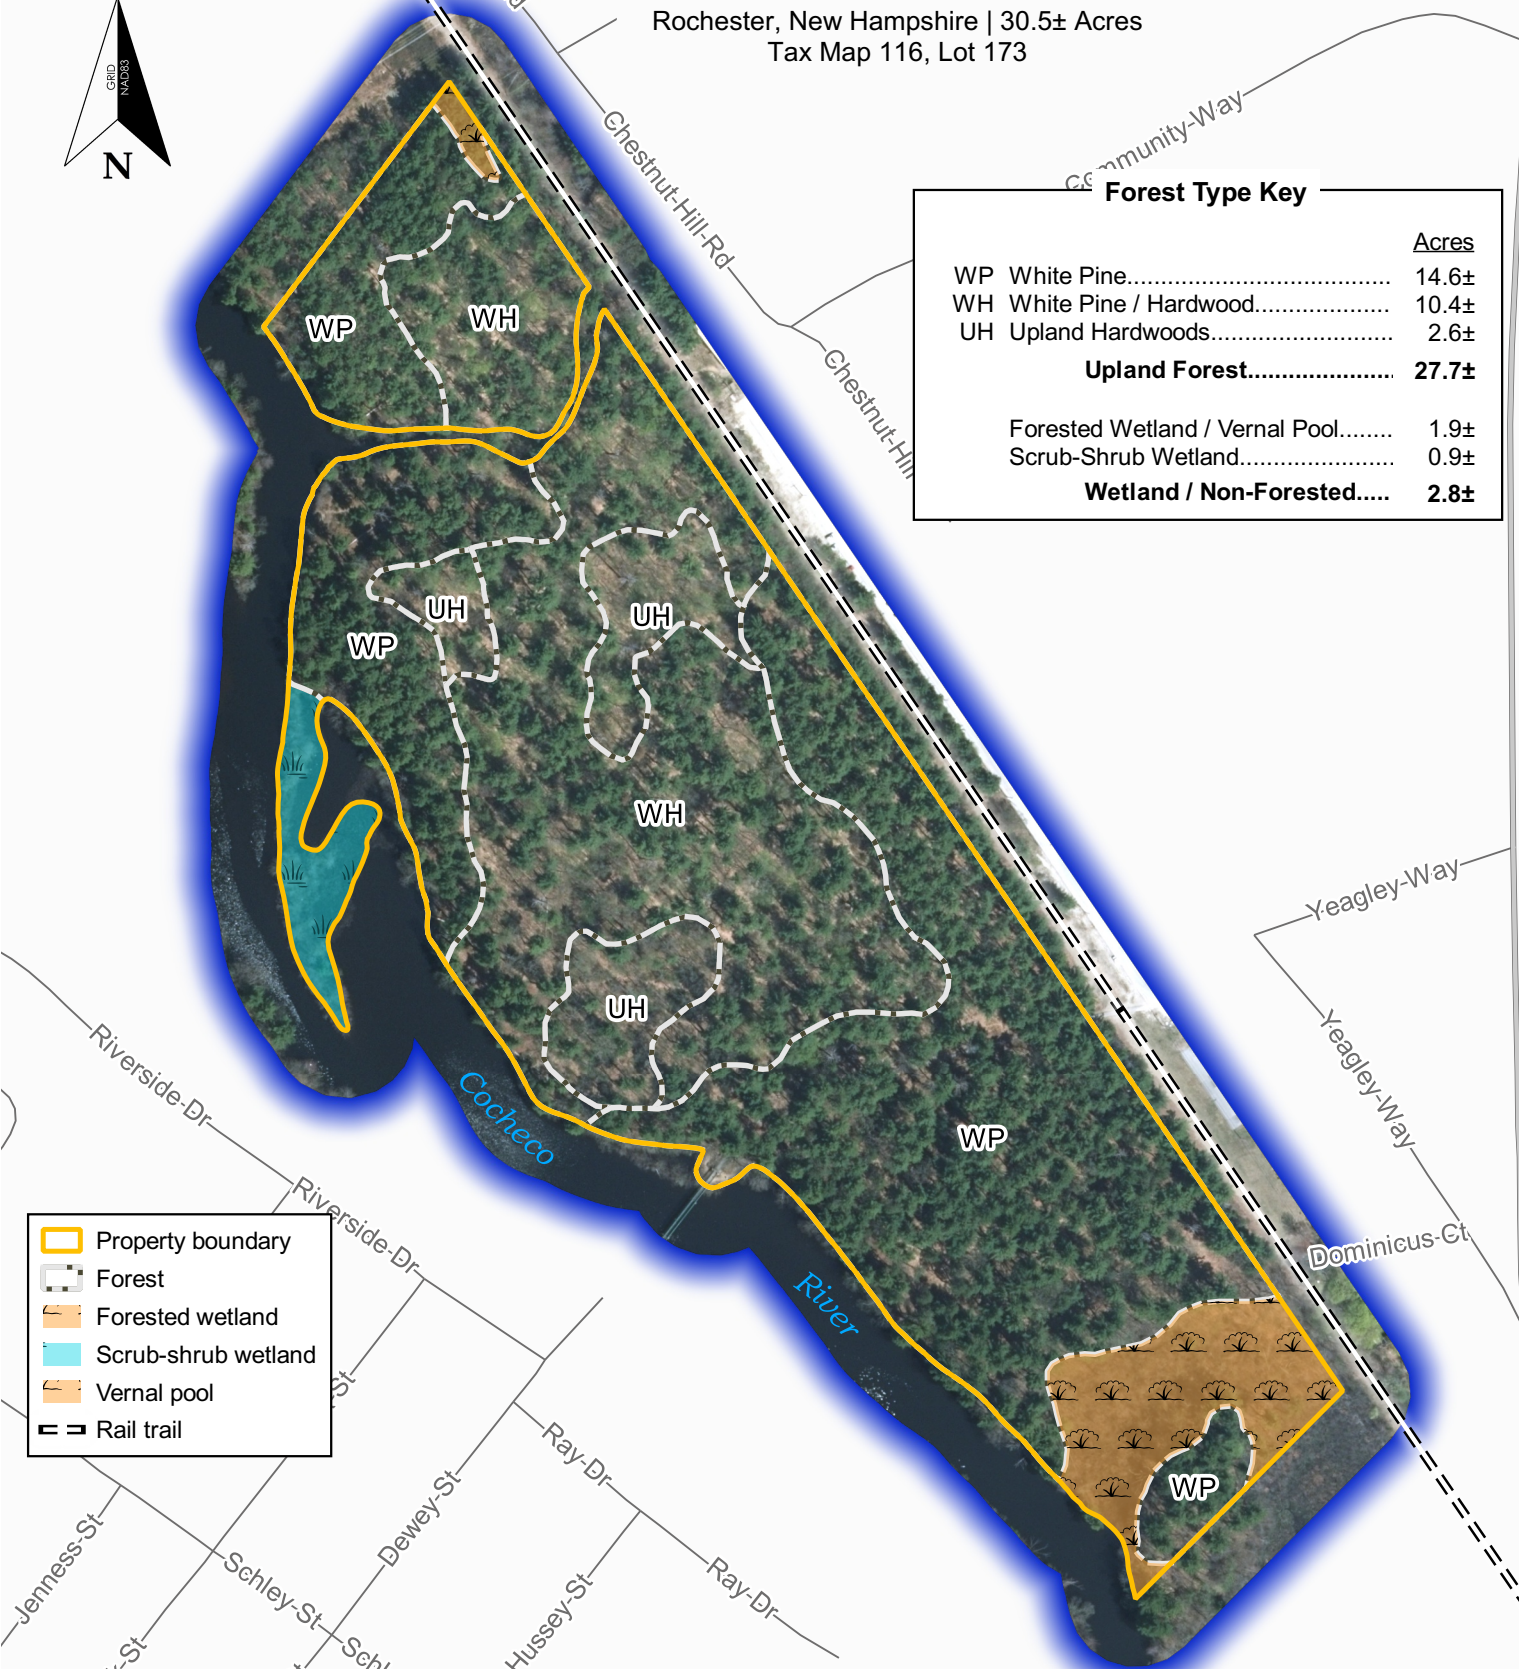 Rochester, New Hampshire | 30.5± Acres
Tax Map 116, Lot 173
GRID
NAD83
N
Chestnut-Hill-Rd
Community-Way
Chestnut-Hill
Forest Type Key
Acres
WP White Pine........................................ 14.6±
WH White Pine / Hardwood.................... 10.4±
UH Upland Hardwoods........................... 2.6±
Upland Forest..................... 27.7±
Forested Wetland / Vernal Pool........ 1.9±
Scrub-Shrub Wetland....................... 0.9±
Wetland / Non-Forested..... 2.8±
WP
WH
UH
UH
WP
WH
UH
WP
WP
Yeagley-Way
Yeagley-Way
Dominicus-Ct
Cocheco
River
Riverside-Dr
Riverside-Dr
Property boundary
Forest
Forested wetland
Scrub-shrub wetland
Vernal pool
Rail trail
St
Ray-Dr
Dewey-St
Ray-Dr
Jenness-St
Schley-St
Hussey-St
-St